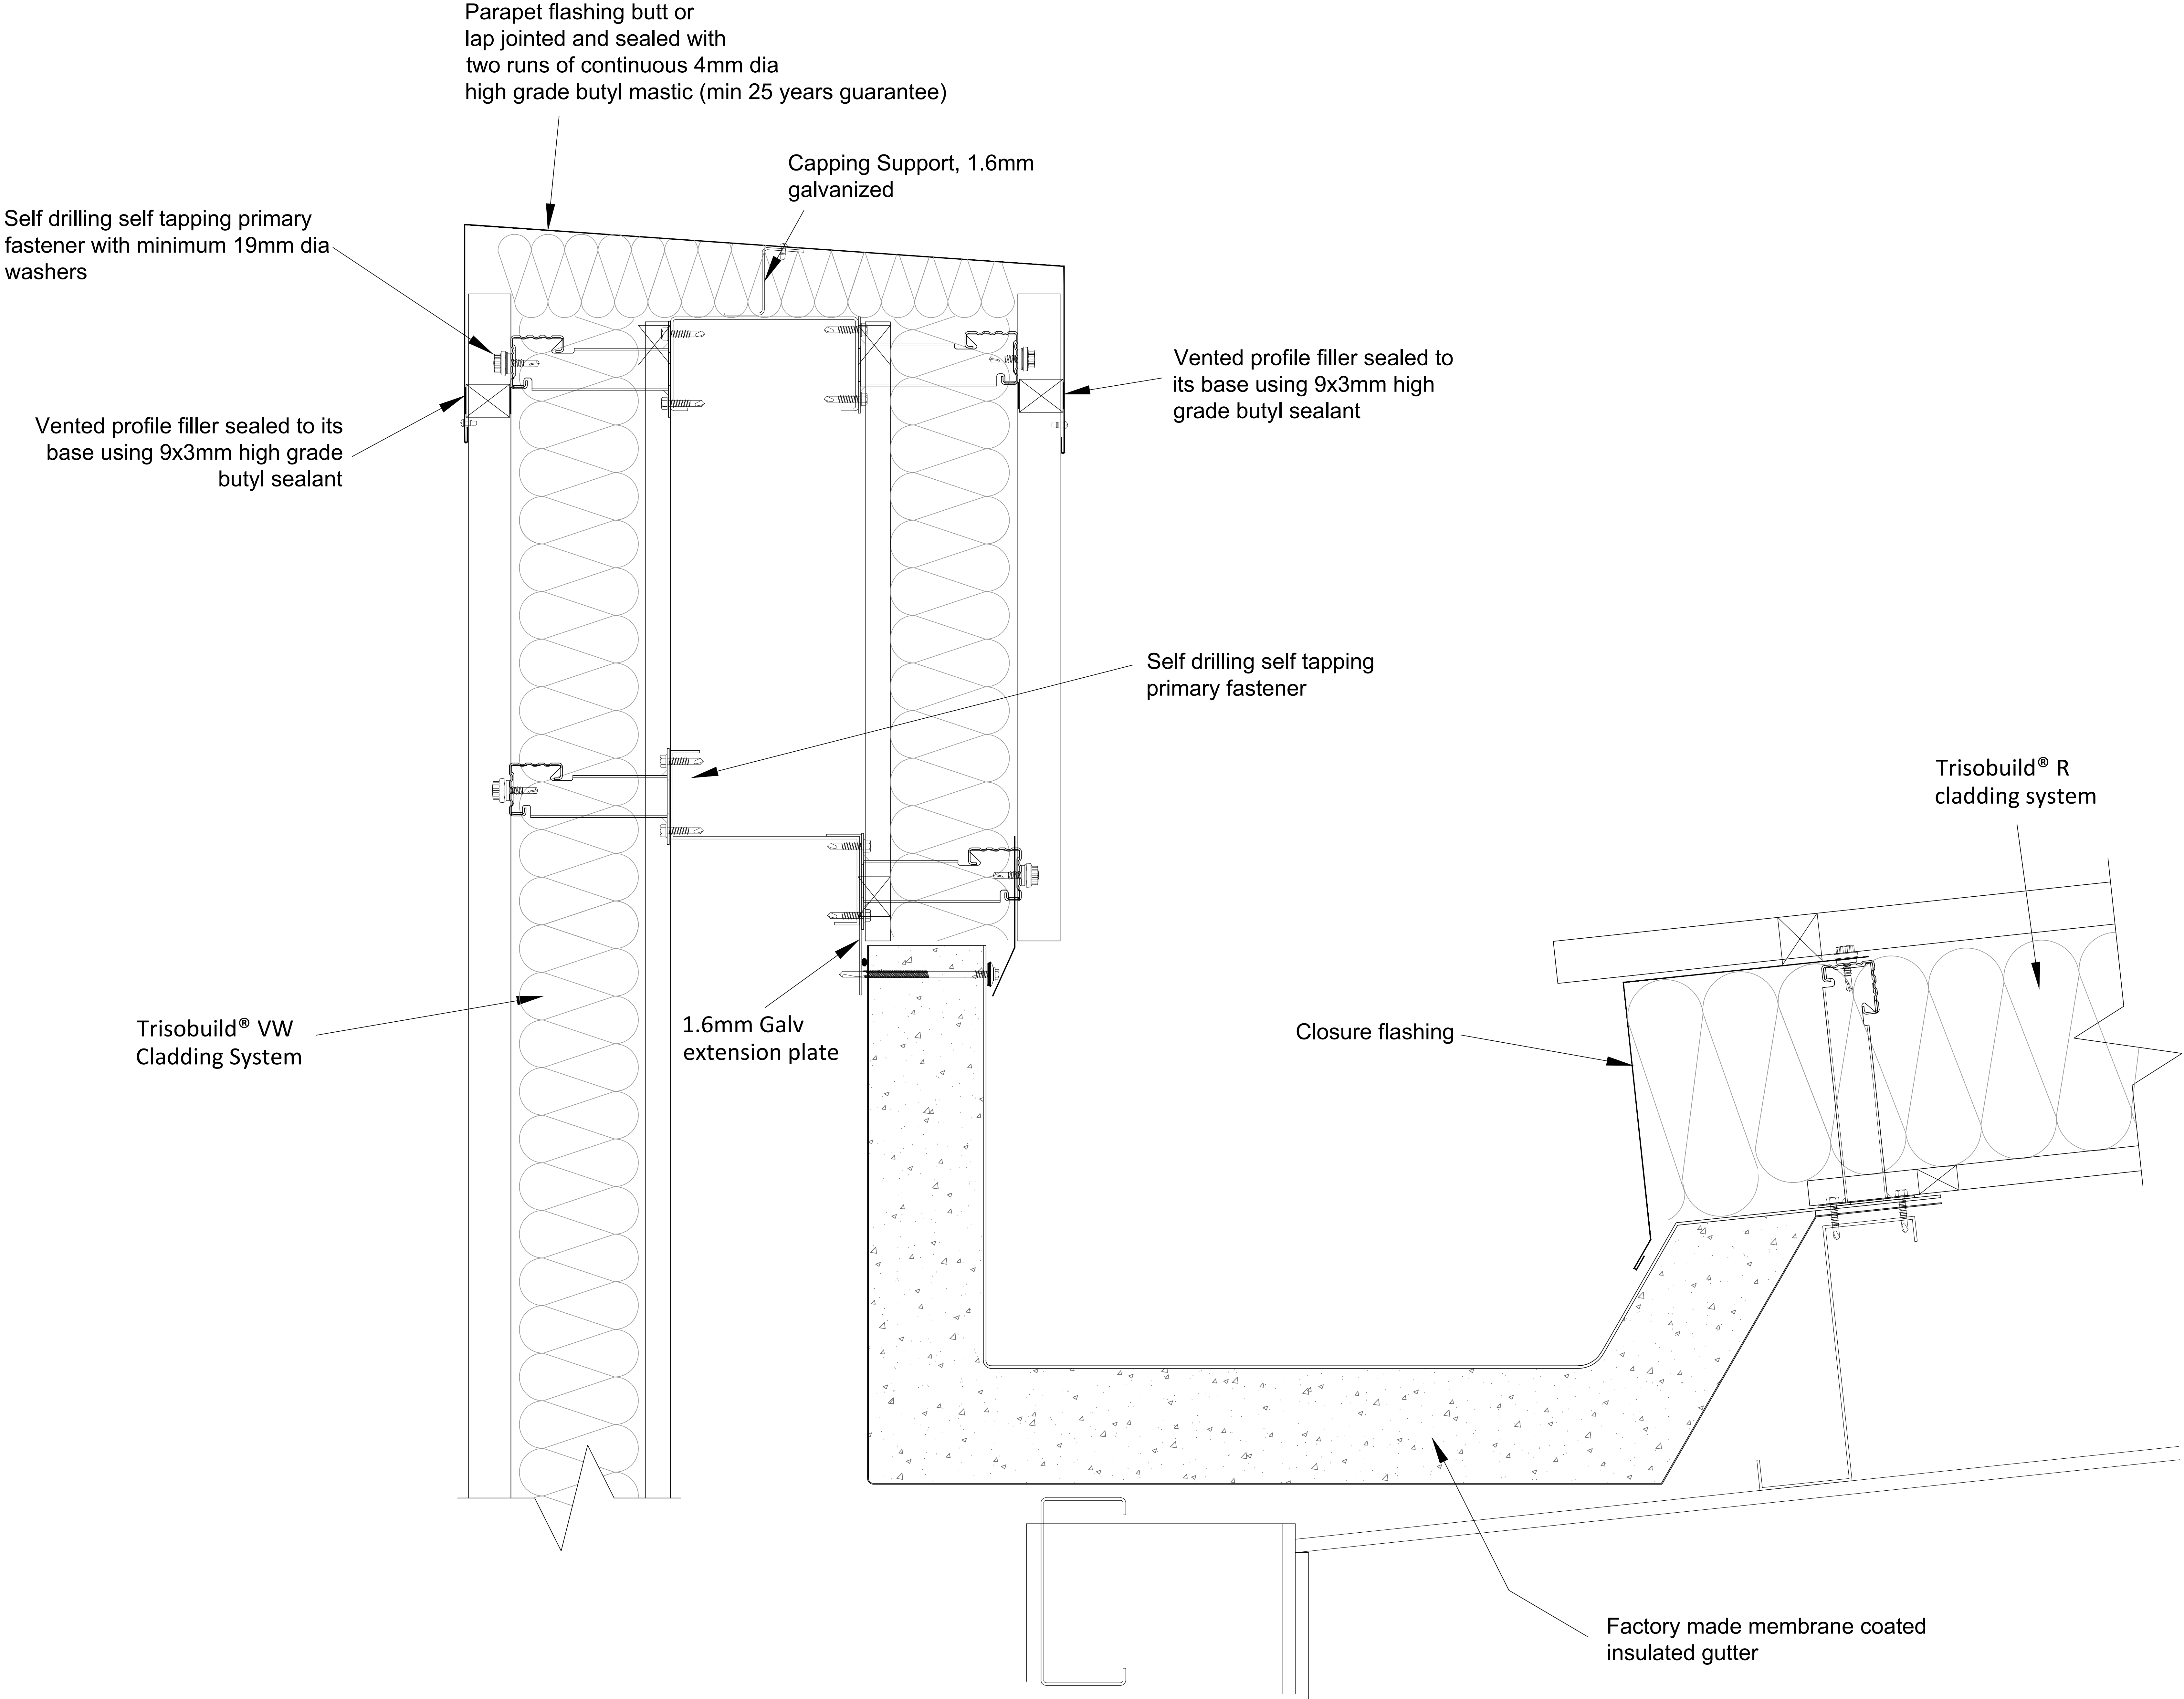 Parapet flashing butt or
lap jointed and sealed with
two runs of continuous 4mm dia
high grade butyl mastic (min 25 years guarantee)
Capping Support, 1.6mm
galvanized
Self drilling self tapping primary
fastener with minimum 19mm dia
washers
Vented profile filler sealed to
its base using 9x3mm high
grade butyl sealant
Vented profile filler sealed to its
base using 9x3mm high grade
butyl sealant
Self drilling self tapping
primary fastener
Trisobuild® R
cladding system
Trisobuild® VW
Cladding System
1.6mm Galv
extension plate
Closure flashing
Factory made membrane coated
insulated gutter